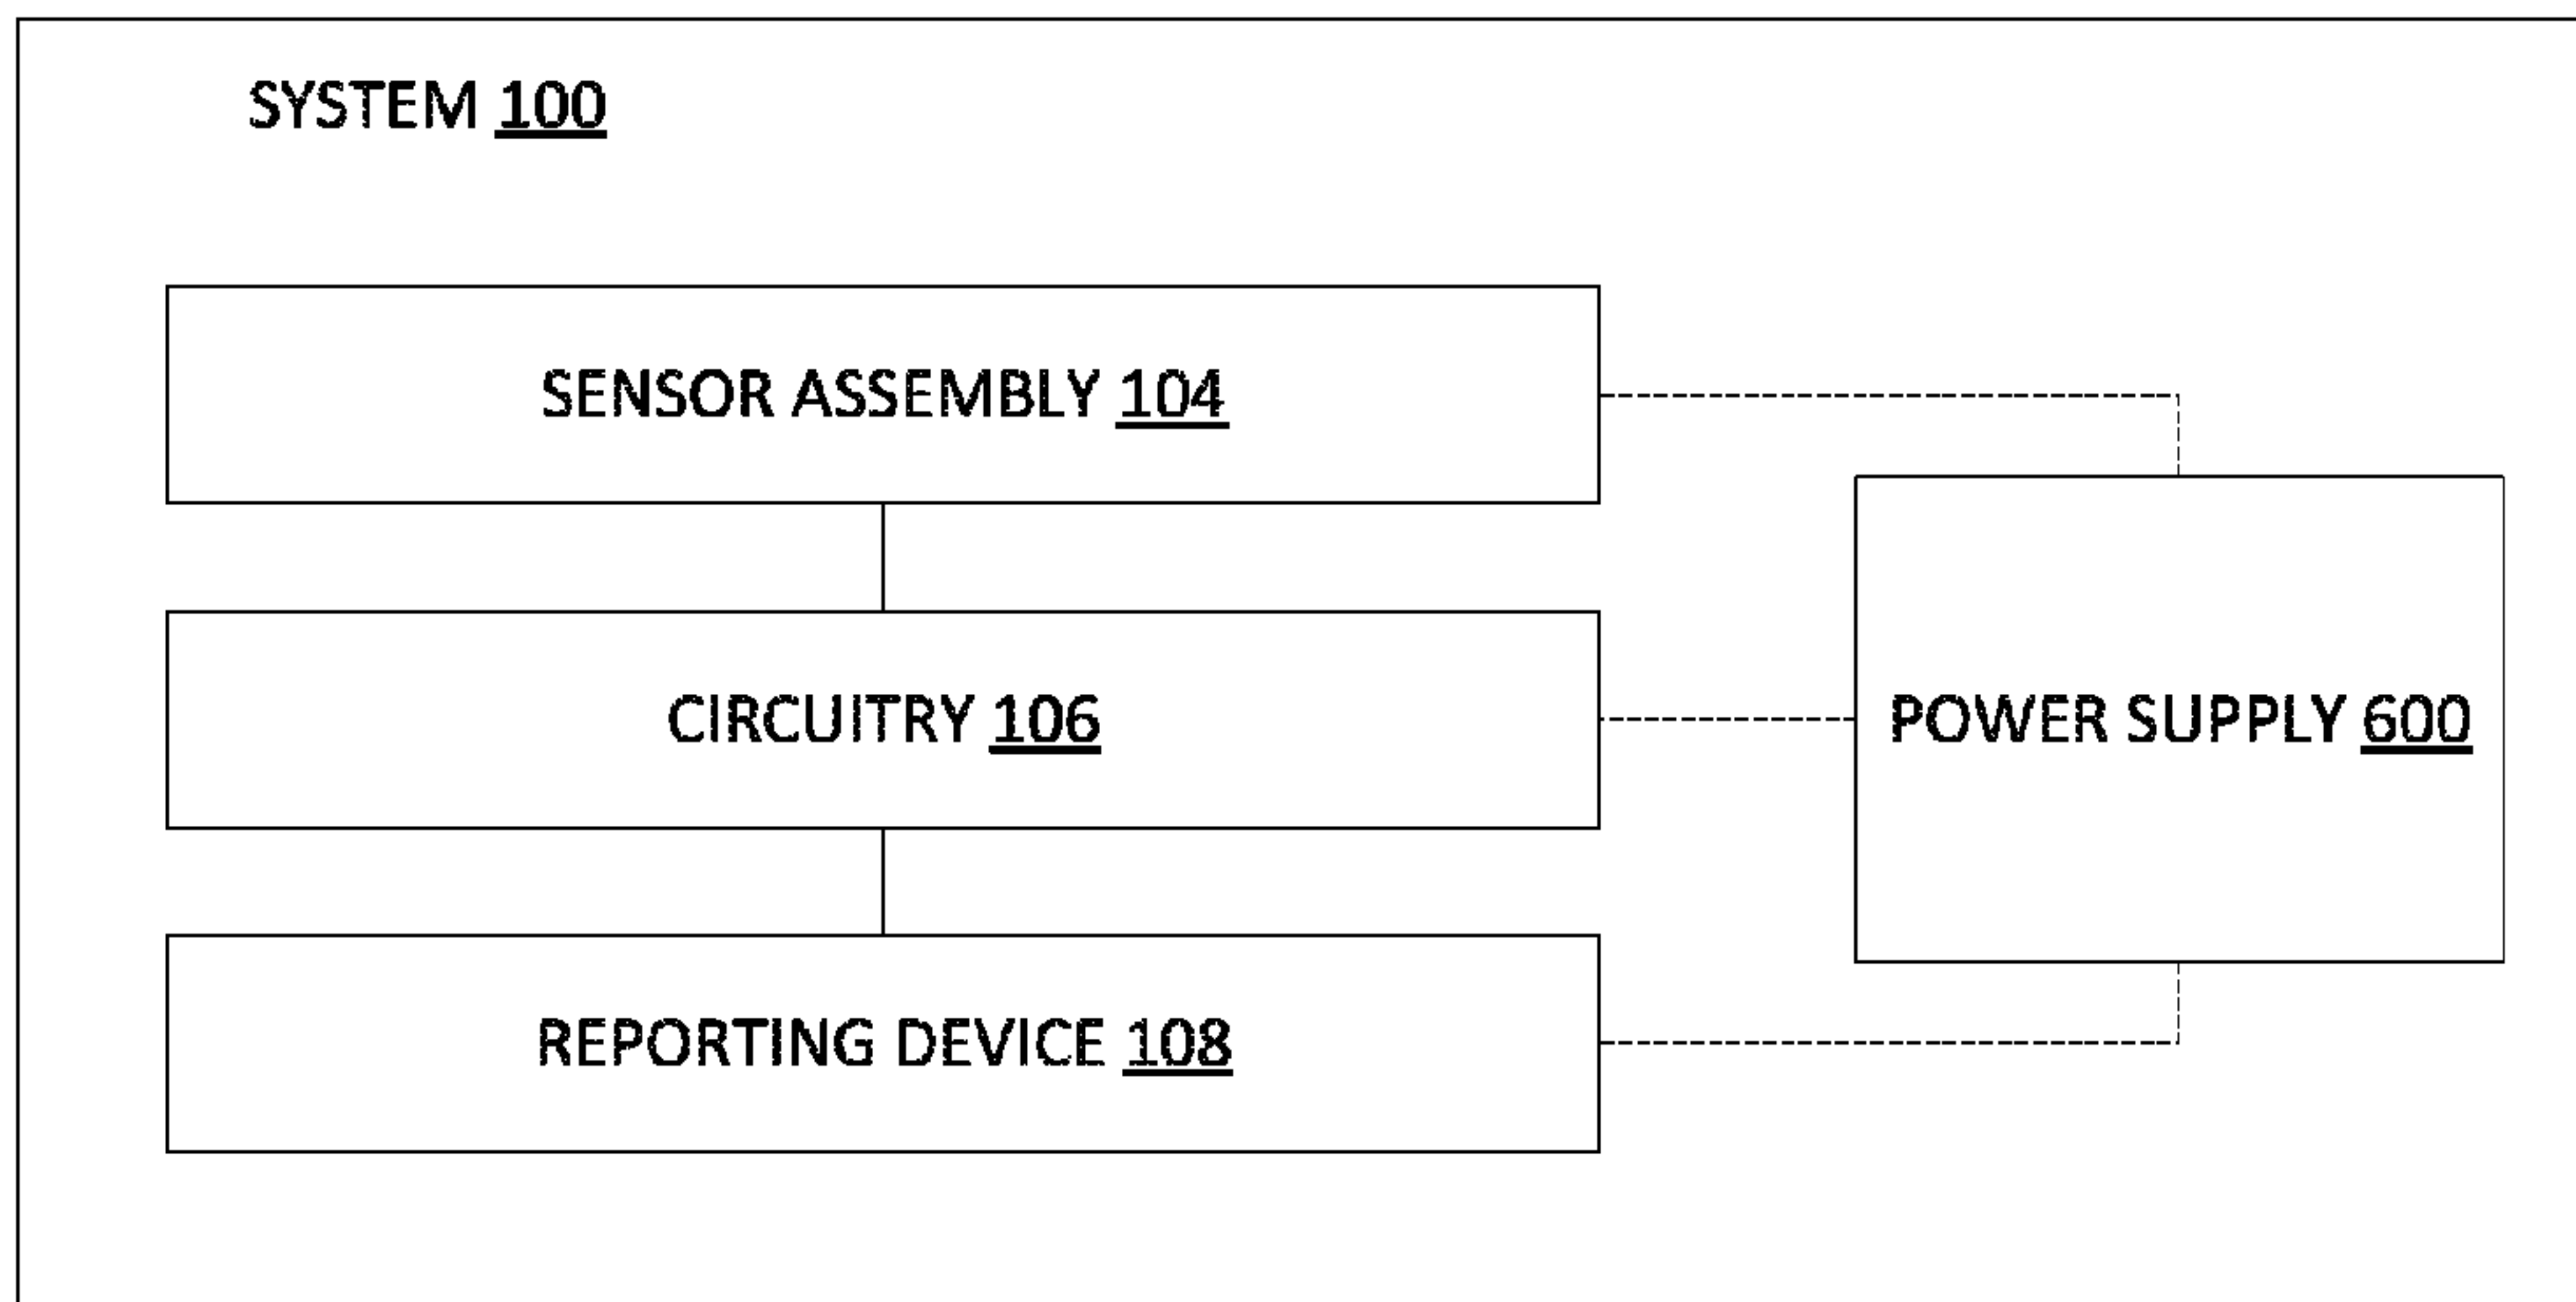 SYSTEM 100
SENSOR ASSEMBLY 104
CIRCUITRY 106
POWER SUPPLY 600
REPORTING DEVICE 108